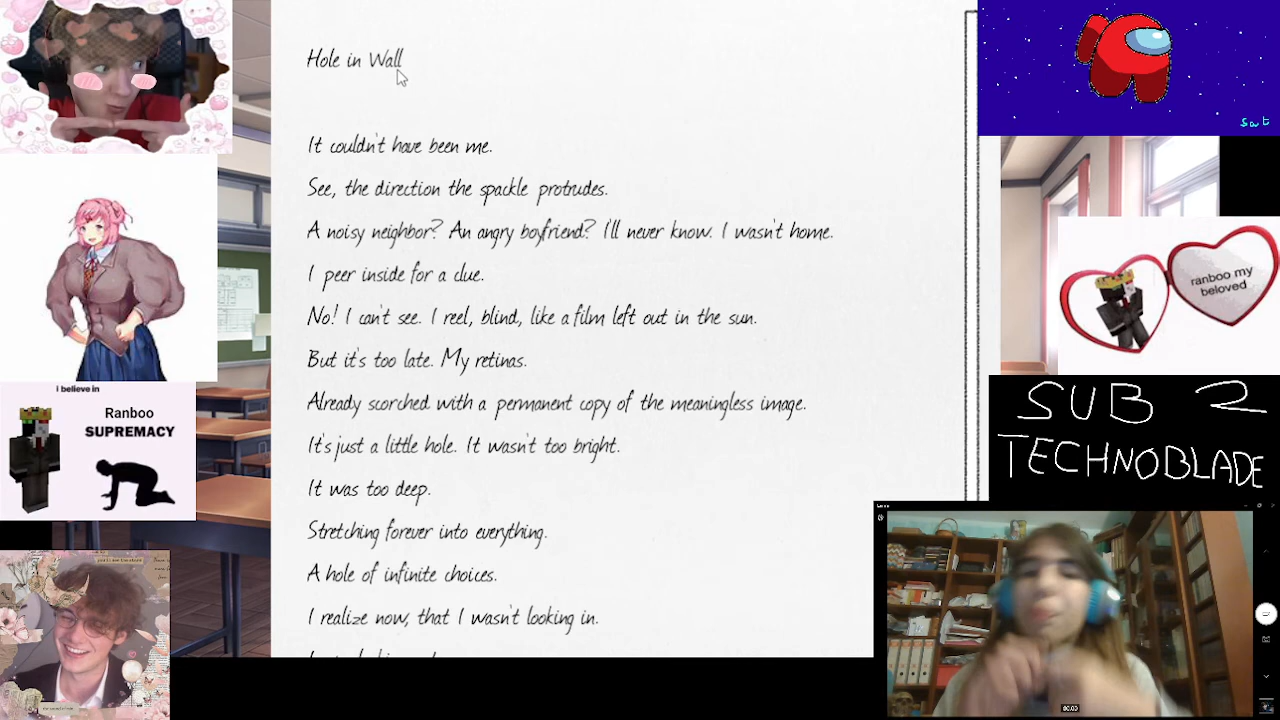 Hole in Wall
It couldn't have been me.
See, the direction the spackle protrudes.
A noisy neighbor? An angry boyfriend? I'll never know. I wasn't home.
I peer inside for a clue.
No! I can't see. I reel, blind, like a film left out in the sun.
But it's too late. My retinas.
Already scorched with a permanent copy of the meaningless image.
It's just a little hole. It wasn't too bright.
It was too deep.
Stretching forever into everything.
A hole of infinite choices.
I realize now, that I wasn't looking in.
i believe in
Ranboo
SUPREMACY
ranboo my
beloved
SUB 2
TECHNOBLADE